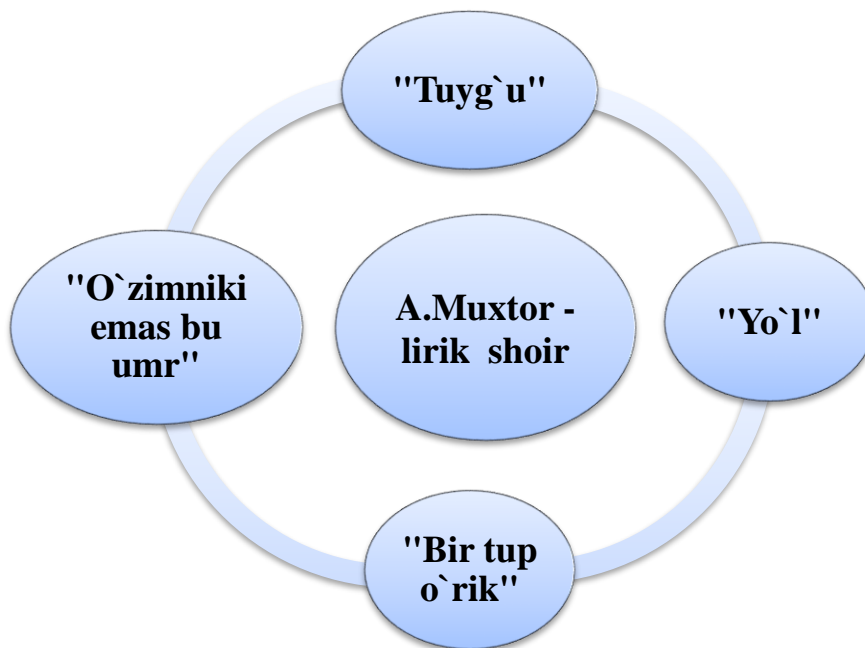 "Tuyg`u"
"O`zimniki
emas bu
umr"
A.Muxtor -
lirik shoir
"Yo`l"
"Bir tup
o`rik"